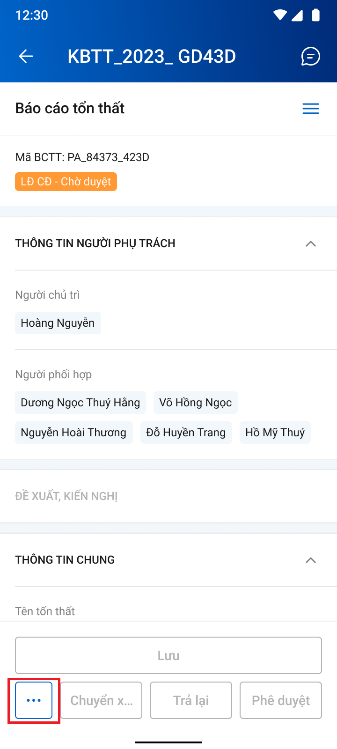 12:30
KBTT_2023_ GD43D
Báo cáo tổn thất
Mã BCTT: PA_84373_423D
LĐ CĐ - Chờ duyệt
THÔNG TIN NGƯỜI PHỤ TRÁCH
Người chủ trì
Hoàng Nguyễn
Người phối hợp
Dương Ngọc Thuý Hằng Võ Hồng Ngọc
Nguyễn Hoài Thương Đỗ Huyền Trang Hồ Mỹ Thuý
ĐỀ XUẤT, KIẾN NGHỊ
THÔNG TIN CHUNG
Tên tổn thất
Lưu
... Chuyển x... Trả lại Phê duyệt